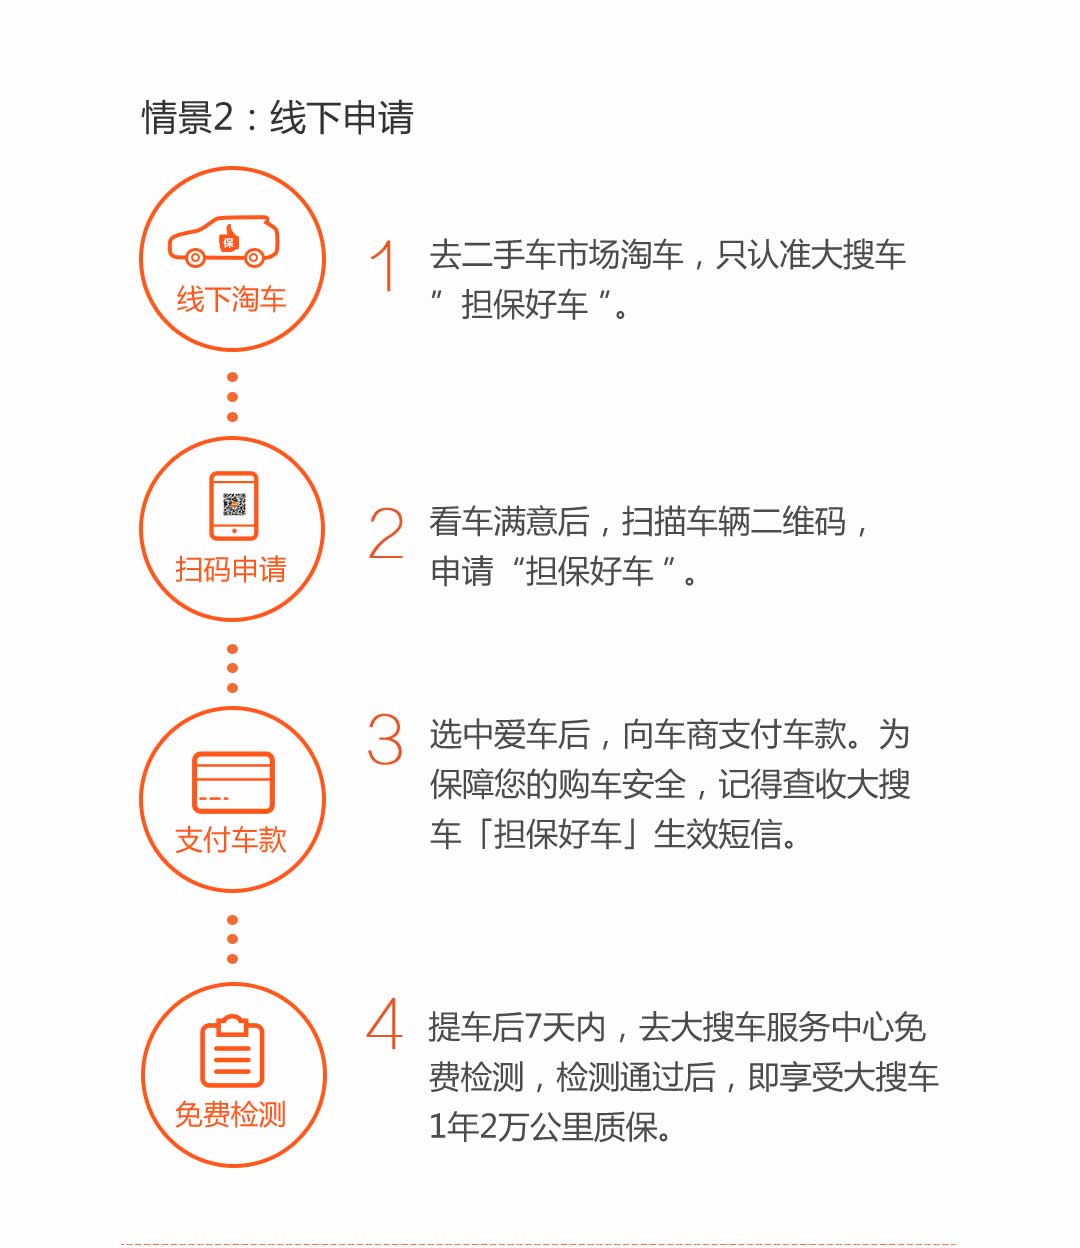 情景2：线下申请
保
线下淘车
1
去二手车市场淘车，只认准大搜车
”担保好车”。
扫码申请
2
看车满意后，扫描车辆二维码，
申请“担保好车”。
支付车款
3
选中爱车后，向车商支付车款。为
保障您的购车安全，记得查收大搜
车「担保好车」生效短信。
免费检测
4
提车后7天内，去大搜车服务中心免
费检测，检测通过后，即享受大搜车
1年2万公里质保。